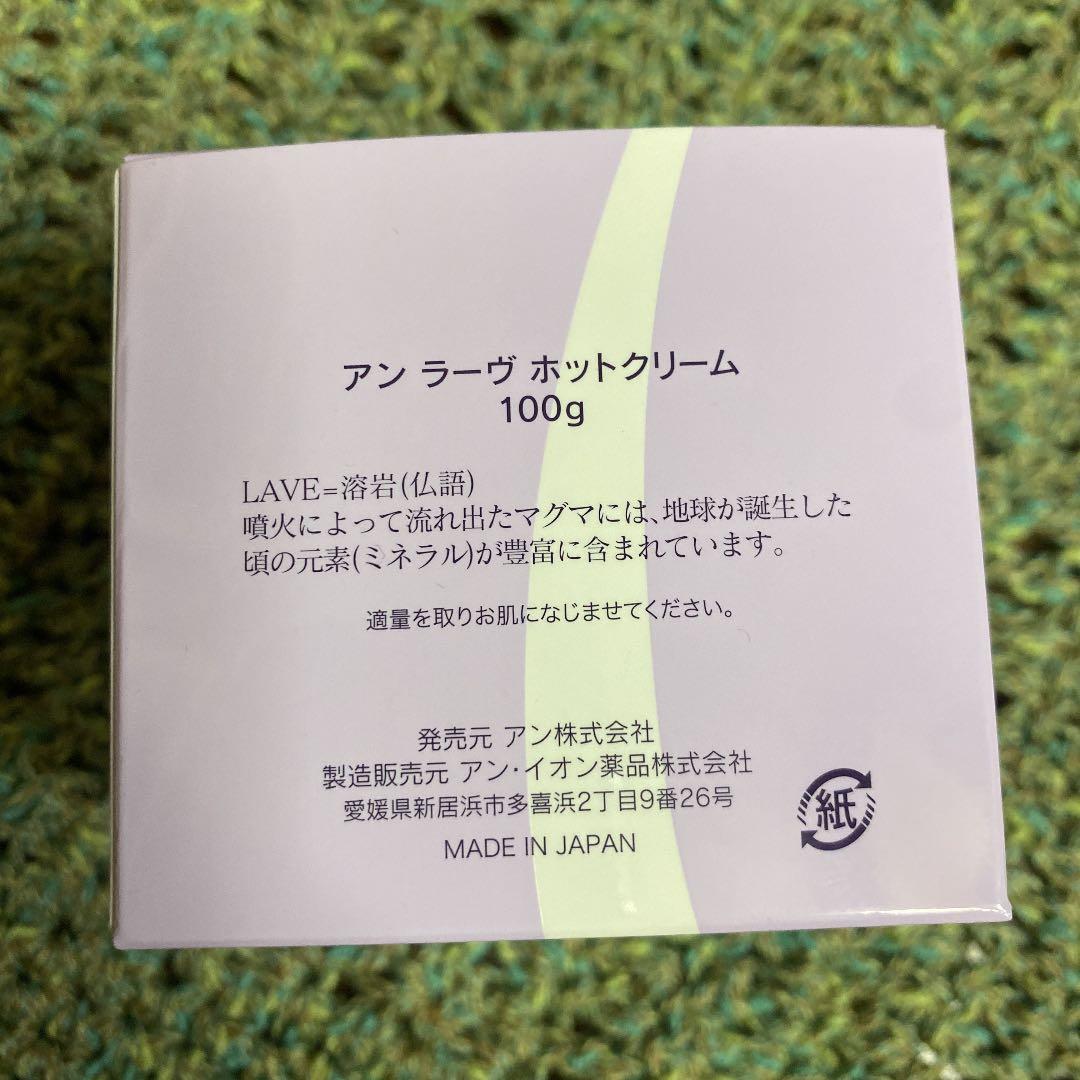 アン ラーヴ ホットクリーム
100g
LAVE=溶岩(仏語)
噴火によって流れ出たマグマには、地球が誕生した
頃の元素(ミネラル)が豊富に含まれています。
適量を取りお肌になじませてください。
発売元 アン株式会社
製造販売元 アン・イオン薬品株式会社
愛媛県新居浜市多喜浜2丁目9番26号
MADE IN JAPAN
紙